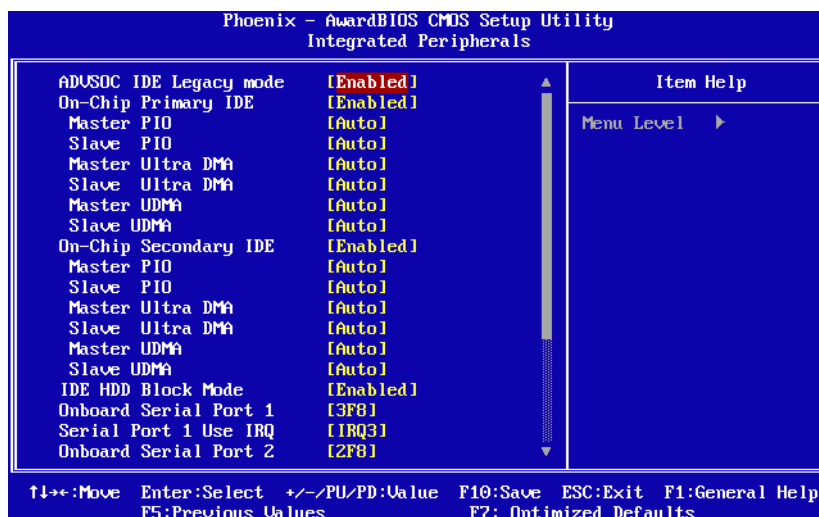 Phoenix - AwardBIOS CMOS Setup Utility
Integrated Peripherals
ADVSOC IDE Legacy mode [Enabled]
On-Chip Primary IDE [Enabled]
Master PIO [Auto]
Slave PIO [Auto]
Master Ultra DMA [Auto]
Slave Ultra DMA [Auto]
Master UDMA [Auto]
Slave UDMA [Auto]
On-Chip Secondary IDE [Enabled]
Master PIO [Auto]
Slave PIO [Auto]
Master Ultra DMA [Auto]
Slave Ultra DMA [Auto]
Master UDMA [Auto]
Slave UDMA [Auto]
IDE HDD Block Mode [Enabled]
Onboard Serial Port 1 [3F8]
Serial Port 1 Use IRQ [IRQ3]
Onboard Serial Port 2 [2F8]
Item Help
Menu Level ▶
↑↓→←:Move Enter:Select +/-/PU/PD:Value F10:Save ESC:Exit F1:General Help
F5:Previous Values F7: Optimized Defaults